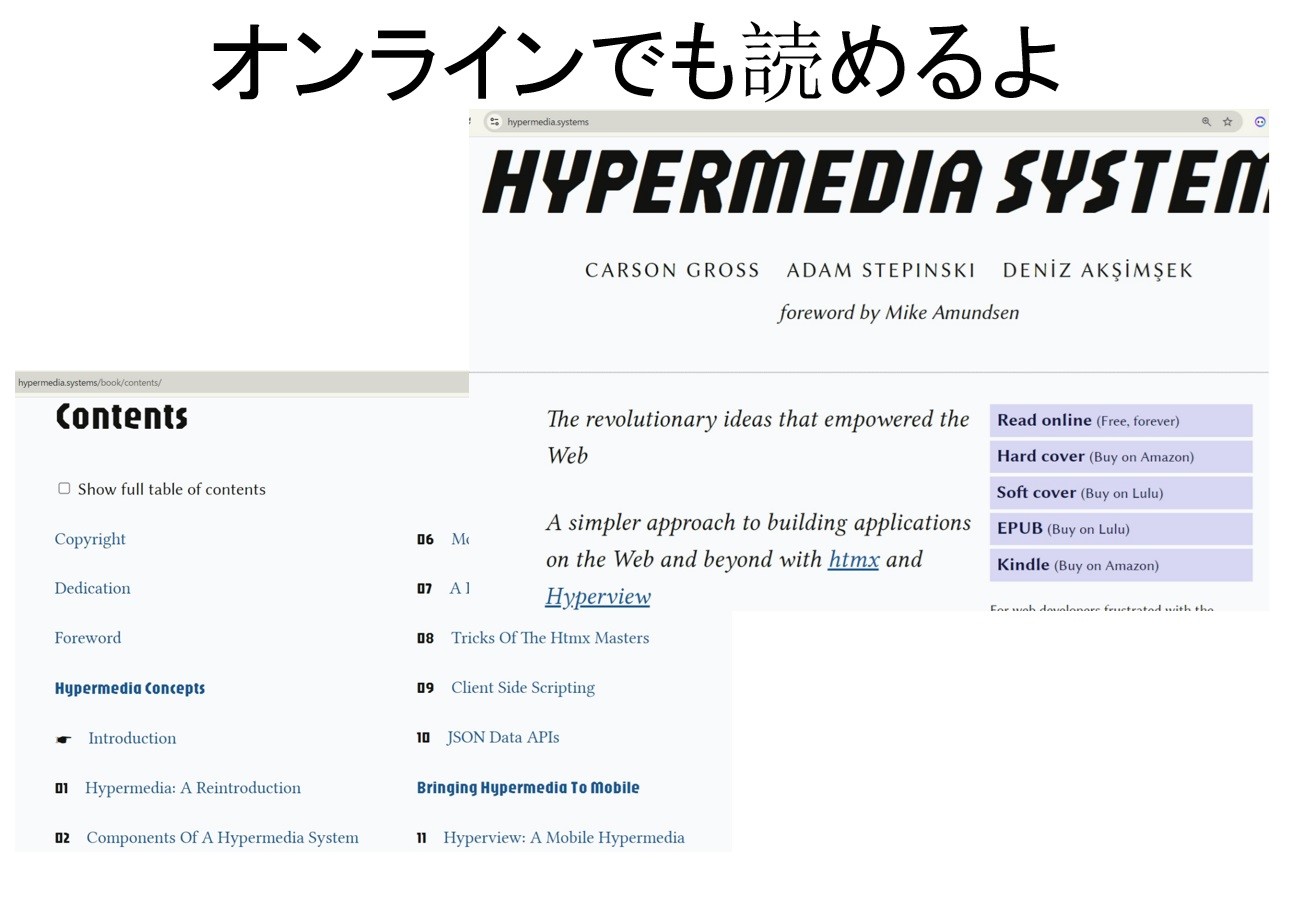 オンラインでも読めるよ
hypermedia.systems
HYPERMEDIA SYSTEM
CARSON GROSS ADAM STEPINSKI DENİZ AKŞİMŞEK
foreword by Mike Amundsen
The revolutionary ideas that empowered the
Web
A simpler approach to building applications
on the Web and beyond with htmx and
Hyperview
Read online (Free, forever)
Hard cover (Buy on Amazon)
Soft cover (Buy on Lulu)
EPUB (Buy on Lulu)
Kindle (Buy on Amazon)
For web developers frustrated with the
hypermedia.systems/book/contents/
Contents
Show full table of contents
Copyright
Dedication
Foreword
Hypermedia Concepts
Introduction
01 Hypermedia: A Reintroduction
02 Components Of A Hypermedia System
06
07 A
08 Tricks Of The Htmx Masters
09 Client Side Scripting
10 JSON Data APIs
Bringing Hypermedia To Mobile
11 Hyperview: A Mobile Hypermedia